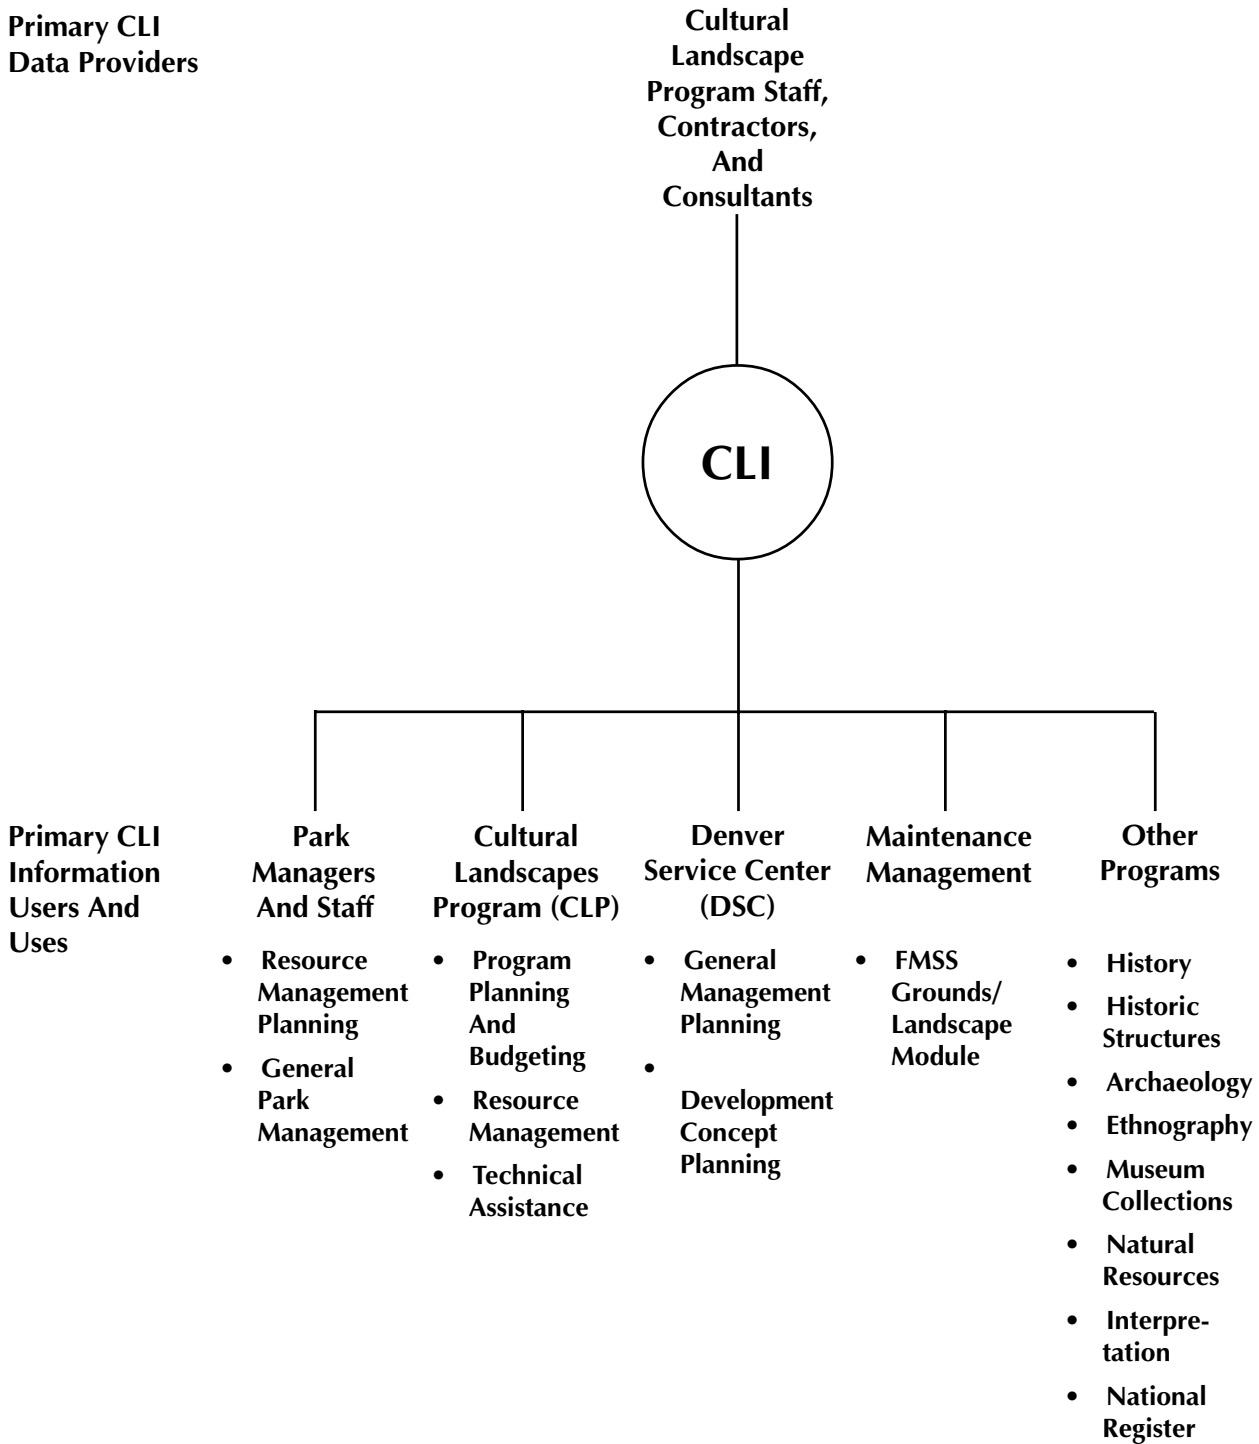 Primary CLI
Data Providers
Cultural
Landscape
Program Staff,
Contractors,
And
Consultants
CLI
Primary CLI
Information
Users And
Uses
Park
Managers
And Staff
• Resource
Management
Planning
• General
Park
Management
Cultural
Landscapes
Program (CLP)
• Program
Planning
And
Budgeting
• Resource
Management
• Technical
Assistance
Denver
Service Center
(DSC)
• General
Management
Planning
•
Development
Concept
Planning
Maintenance
Management
• FMSS
Grounds/
Landscape
Module
Other
Programs
• History
• Historic
Structures
• Archaeology
• Ethnography
• Museum
Collections
• Natural
Resources
• Interpre-
tation
• National
Register